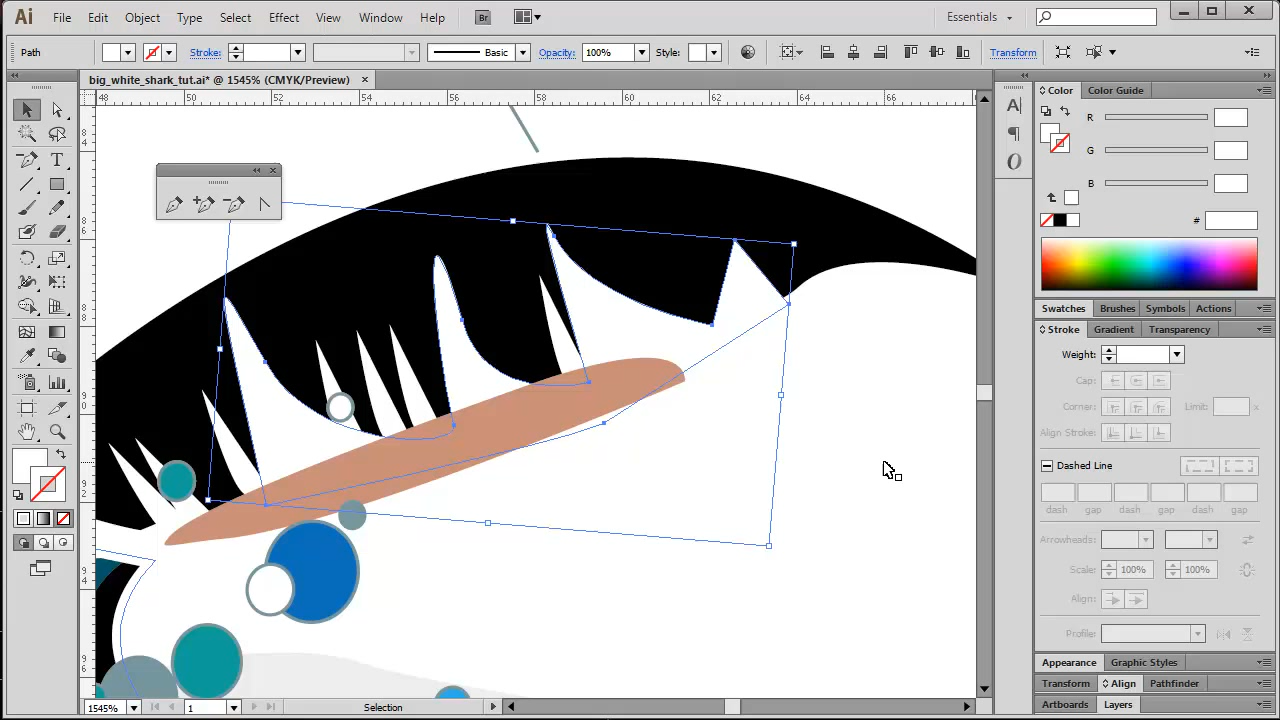 Ai File Edit Object Type Select Effect View Window Help Br Essentials
Path Stroke: Basic Opacity: 100% Style: Transform
big_white_shark_tut.ai* @ 1545% (CMYK/Preview)
48 50 52 54 56 58 60 62 64 66
Color Color Guide
R
G
B
#
Swatches Brushes Symbols Actions
Stroke Gradient Transparency
Weight:
Cap:
Corner: Limit: x
Align Stroke:
Dashed Line
dash gap dash gap dash gap
Arrowheads:
Scale: 100% 100%
Align:
Profile:
Appearance Graphic Styles
Transform Align Pathfinder
Artboards Layers
1545% 1 Selection